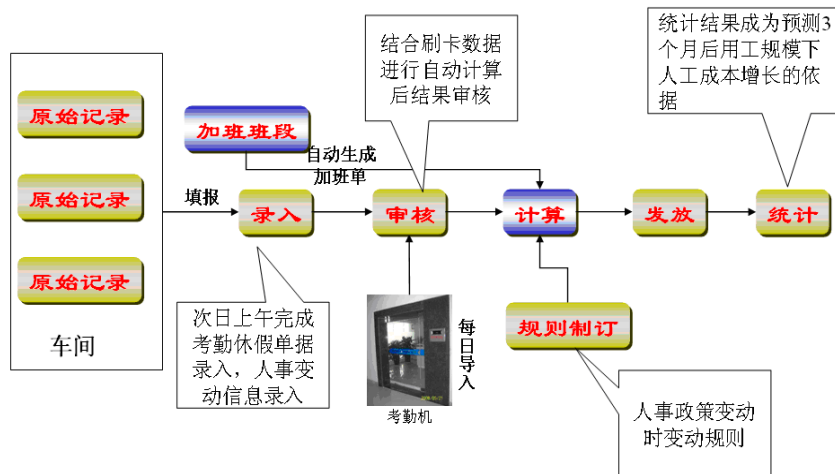 结合刷卡数据
进行自动计算
后结果审核
统计结果成为预测3
个月后用工规模下
人工成本增长的依
据
原始记录
加班班段
自动生成
加班单
原始记录
填报
录入
审核
计算
发放
统计
原始记录
车间
次日上午完成
考勤休假单据
录入，人事变
动信息录入
每日导入
考勤机
规则制订
人事政策变动
时变动规则